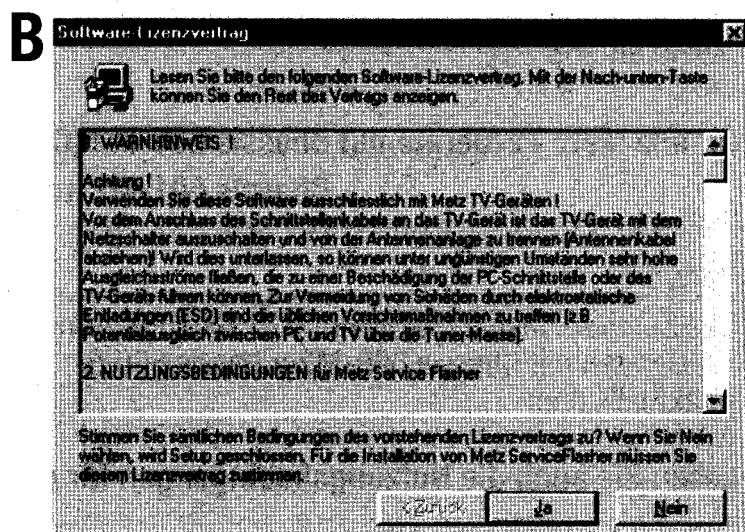 B
Software-Lizenzvertrag
Lesen Sie bitte den folgenden Software-Lizenzvertrag. Mit der Nach-unten-Taste
können Sie den Rest des Vertrags anzeigen.
1. WARNHINWEIS !
Achtung !
Verwenden Sie diese Software ausschliesslich mit Metz TV-Geräten !
Vor dem Anschluss des Schnittstellenkabels an das TV-Gerät ist das TV-Gerät mit dem
Netzschalter auszuschalten und von der Antennenanlage zu trennen (Antennenkabel
abziehen)! Wird dies unterlassen, so können unter ungünstigen Umständen sehr hohe
Ausgleichsströme fließen, die zu einer Beschädigung der PC-Schnittstelle oder des
TV-Geräts führen können. Zur Vermeidung von Schäden durch elektrostatische
Entladungen (ESD) sind die üblichen Vorsichtsmaßnahmen zu treffen (z.B.
Potentialausgleich zwischen PC und TV über die Tuner-Masse).
2. NUTZUNGSBEDINGUNGEN für Metz Service Flasher
Stimmen Sie sämtlichen Bedingungen des vorstehenden Lizenzvertrags zu? Wenn Sie Nein
wählen, wird Setup geschlossen. Für die Installation von Metz ServiceFlasher müssen Sie
diesem Lizenzvertrag zustimmen.
< Zurück Ja Nein